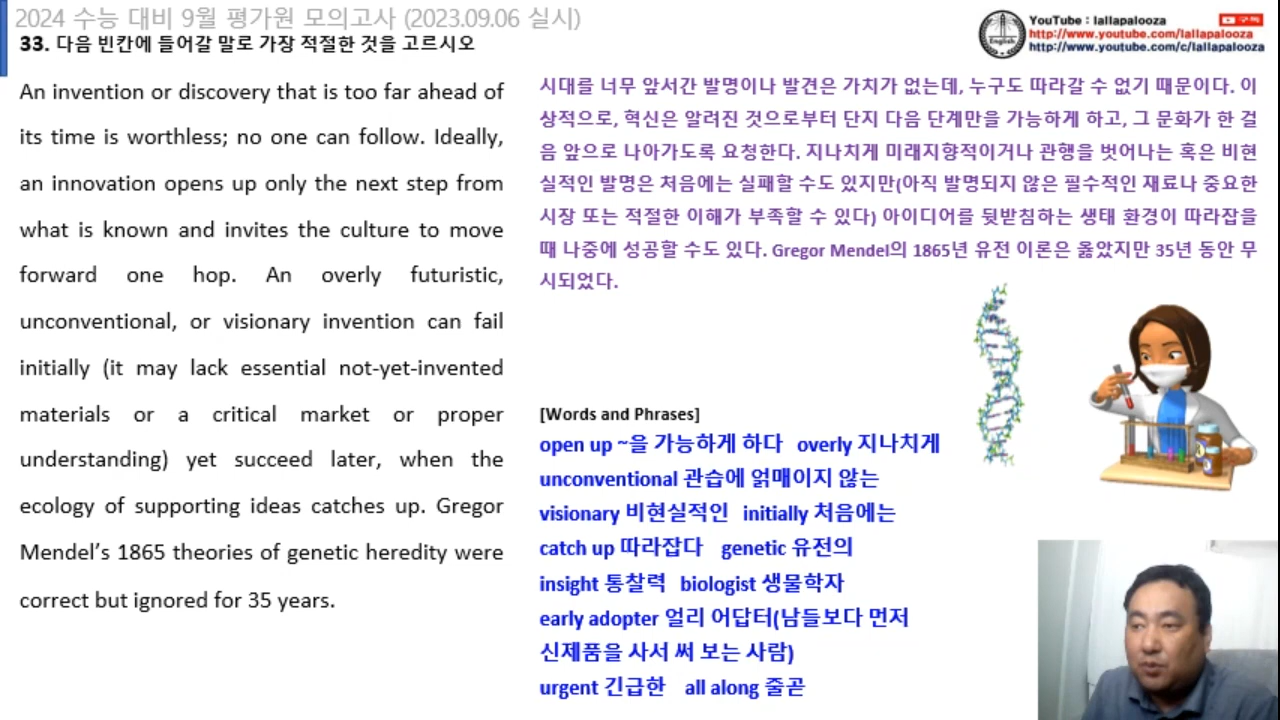 2024 수능 대비 9월 평가원 모의고사 (2023.09.06 실시)
33. 다음 빈칸에 들어갈 말로 가장 적절한 것을 고르시오
YouTube : lallapalooza
구독
http://www.youtube.com/lallapalooza
http://www.youtube.com/c/lallapalooza
English
An invention or discovery that is too far ahead of
its time is worthless; no one can follow. Ideally,
an innovation opens up only the next step from
what is known and invites the culture to move
forward one hop. An overly futuristic,
unconventional, or visionary invention can fail
initially (it may lack essential not-yet-invented
materials or a critical market or proper
understanding) yet succeed later, when the
ecology of supporting ideas catches up. Gregor
Mendel’s 1865 theories of genetic heredity were
correct but ignored for 35 years.
시대를 너무 앞서간 발명이나 발견은 가치가 없는데, 누구도 따라갈 수 없기 때문이다. 이
상적으로, 혁신은 알려진 것으로부터 단지 다음 단계만을 가능하게 하고, 그 문화가 한 걸
음 앞으로 나아가도록 요청한다. 지나치게 미래지향적이거나 관행을 벗어나는 혹은 비현
실적인 발명은 처음에는 실패할 수도 있지만(아직 발명되지 않은 필수적인 재료나 중요한
시장 또는 적절한 이해가 부족할 수 있다) 아이디어를 뒷받침하는 생태 환경이 따라잡을
때 나중에 성공할 수도 있다. Gregor Mendel의 1865년 유전 이론은 옳았지만 35년 동안 무
시되었다.
[Words and Phrases]
open up ~을 가능하게 하다 overly 지나치게
unconventional 관습에 얽매이지 않는
visionary 비현실적인 initially 처음에는
catch up 따라잡다 genetic 유전의
insight 통찰력 biologist 생물학자
early adopter 얼리 어답터(남들보다 먼저
신제품을 사서 써 보는 사람)
urgent 긴급한 all along 줄곧